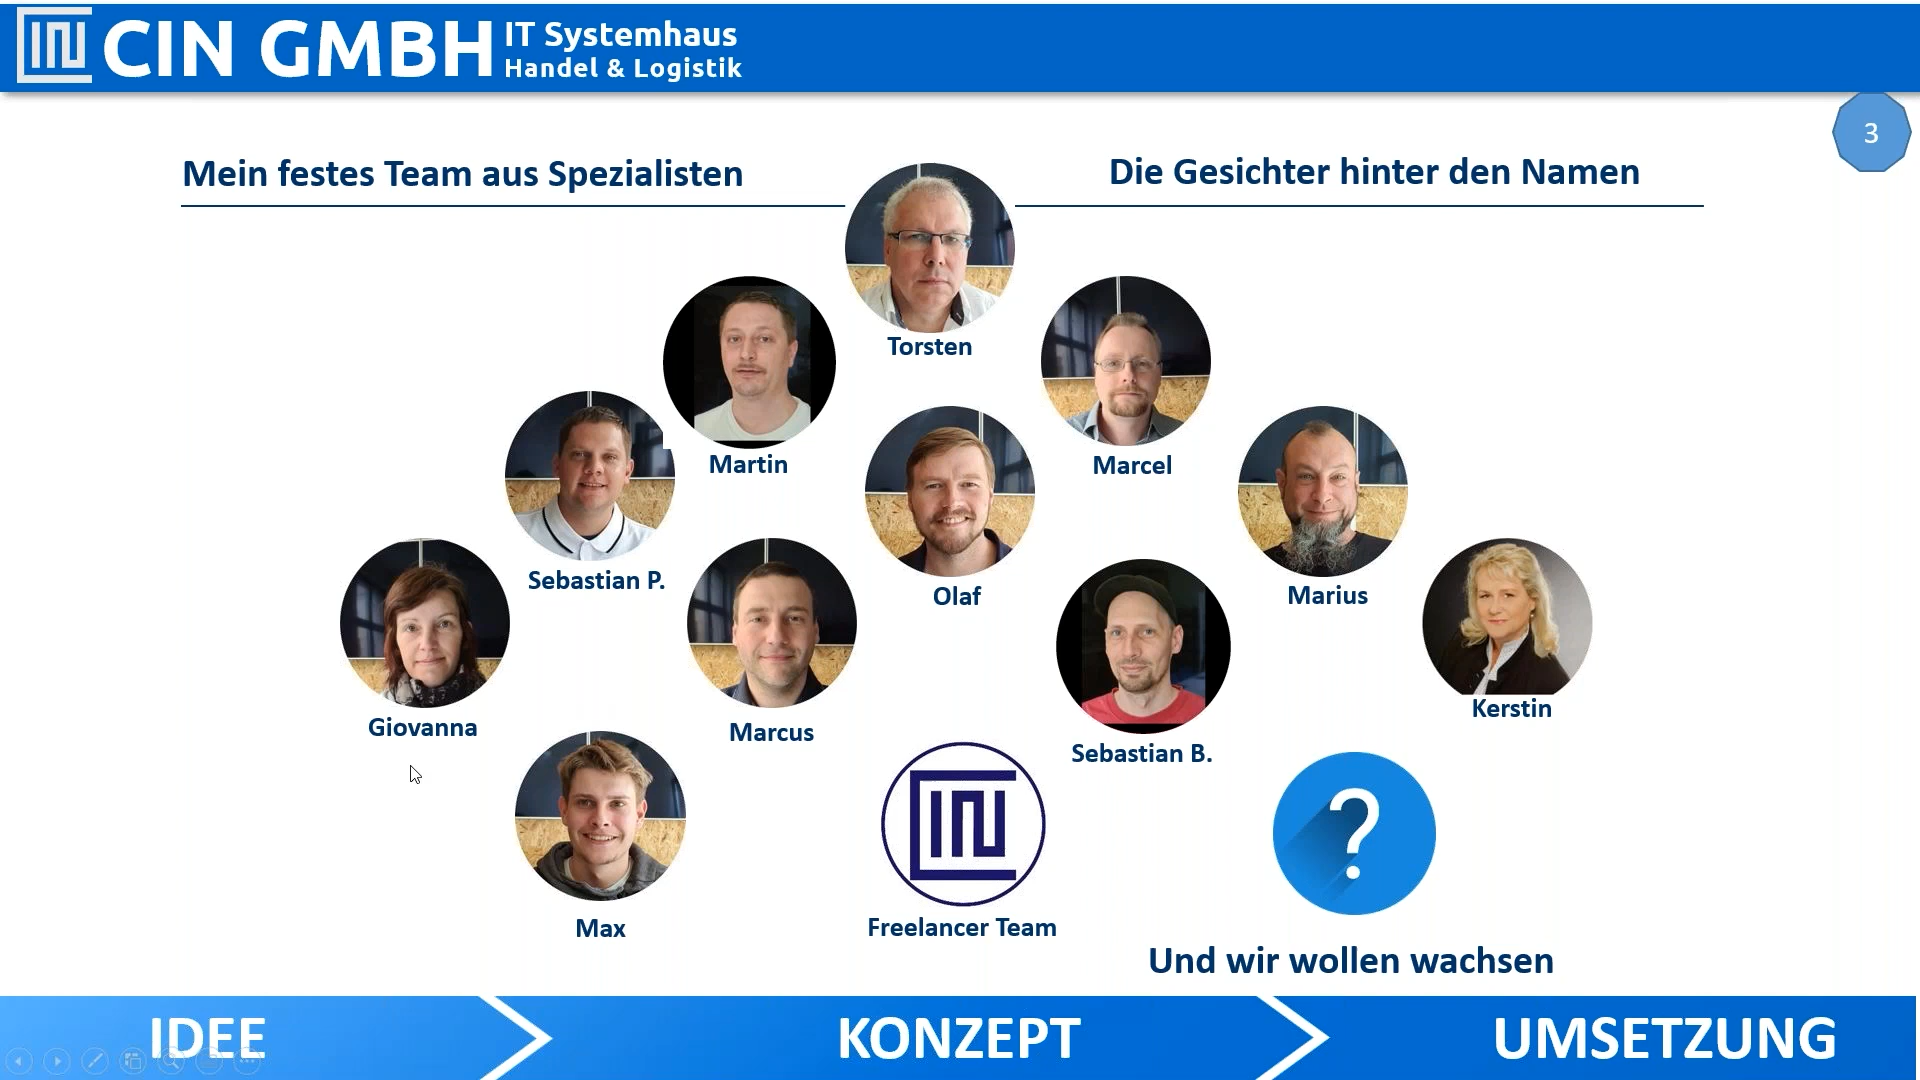 CIN GMBH
IT Systemhaus
Handel & Logistik
3
Mein festes Team aus Spezialisten
Die Gesichter hinter den Namen
Torsten
Martin
Marcel
Sebastian P.
Olaf
Marius
Giovanna
Marcus
Sebastian B.
Kerstin
Max
Freelancer Team
?
Und wir wollen wachsen
IDEE
KONZEPT
UMSETZUNG